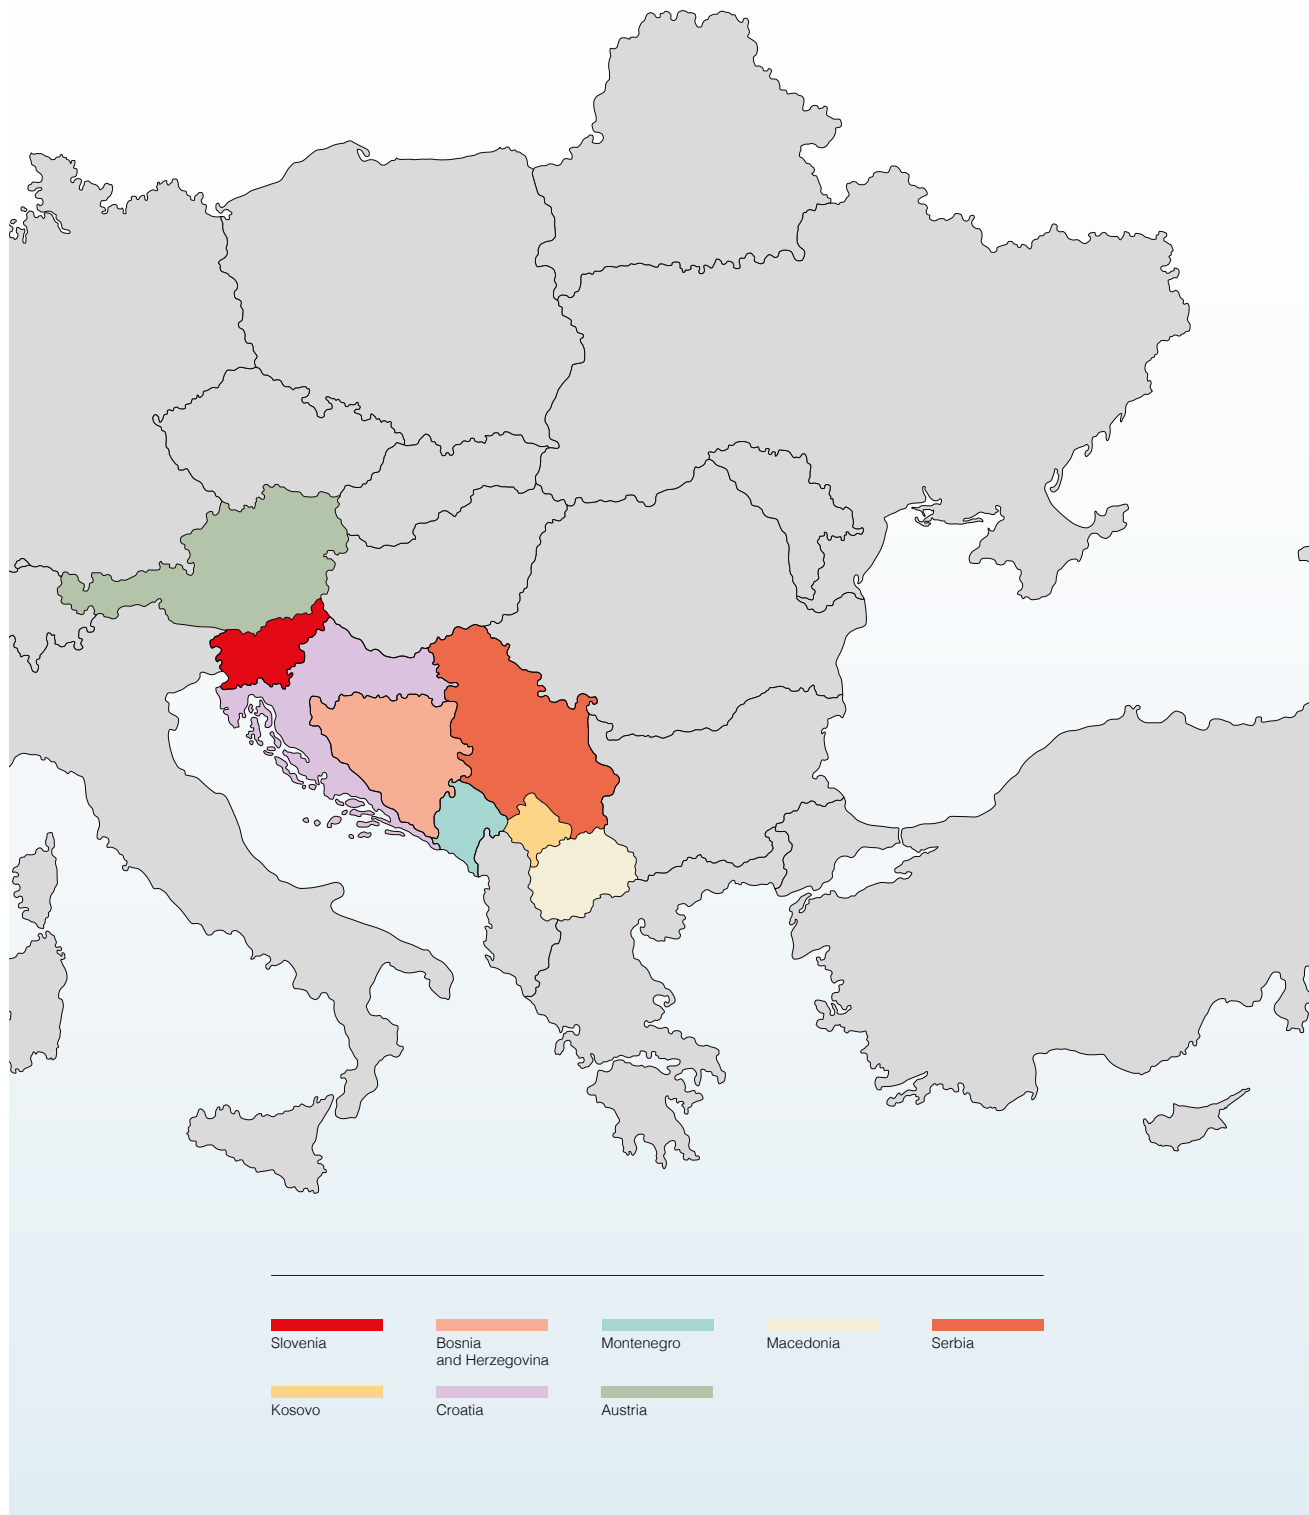 Slovenia
Bosnia
and Herzegovina
Montenegro
Macedonia
Serbia
Kosovo
Croatia
Austria